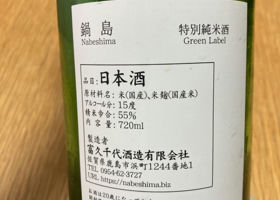 鍋島 特別純米酒
Nabeshima Green Label
品目:日本酒
原材料名:米(国産)、米麹(国産米)
アルコール分:15度
精米歩合:55%
内容量:720ml
製造者
富久千代酒造有限会社
佐賀県鹿島市浜町1244番地1
TEL 0954-62-3727
URL https://nabeshima.biz